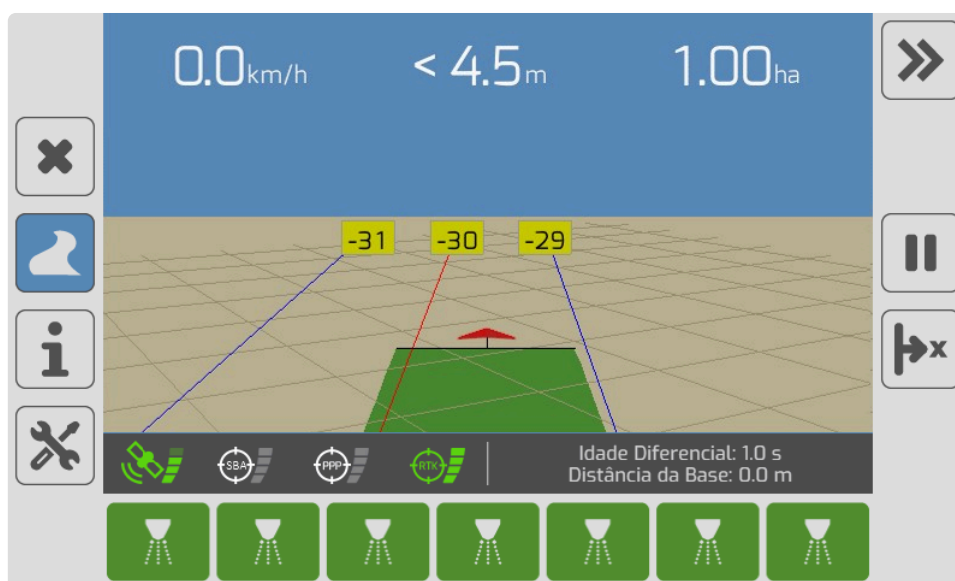 0.0km/h < 4.5m 1.00ha
-31 -30 -29
x
SBA PPP RTK
Idade Diferencial: 1.0 s
Distância da Base: 0.0 m